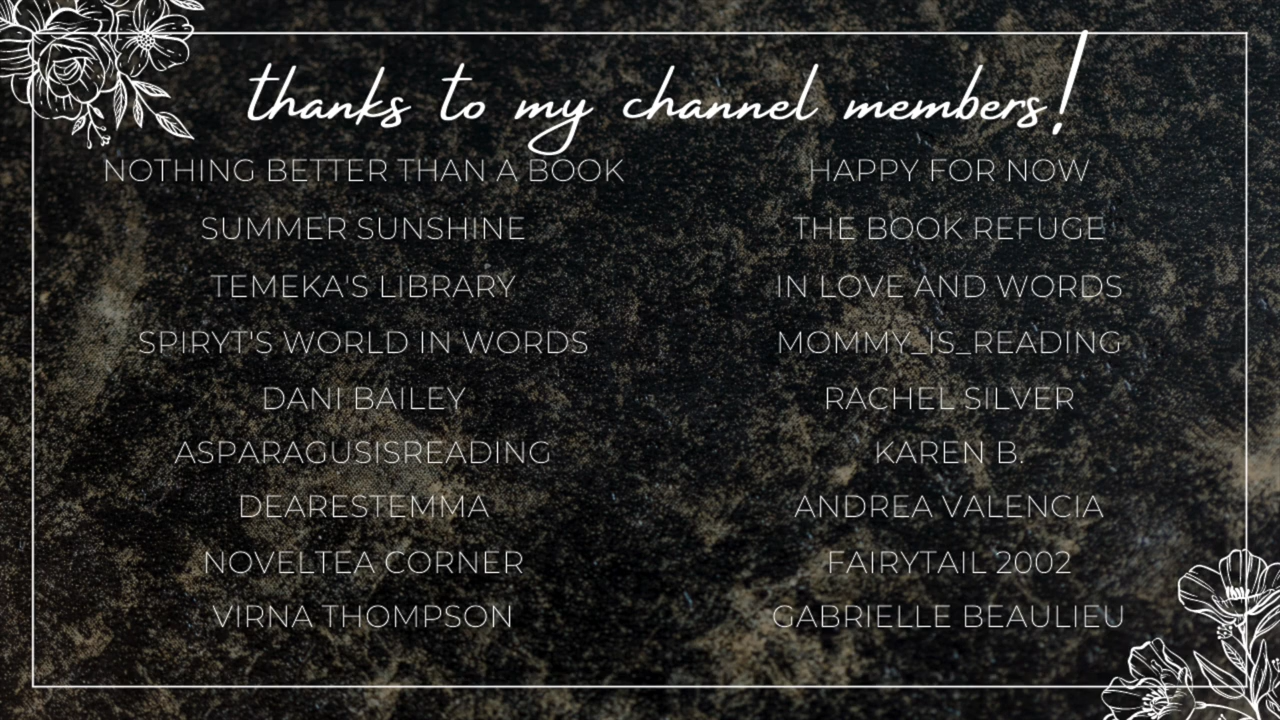 thanks to my channel members!
NOTHING BETTER THAN A BOOK
SUMMER SUNSHINE
TEMEKA'S LIBRARY
SPIRYT'S WORLD IN WORDS
DANI BAILEY
ASPARAGUSISREADING
DEARESTEMMA
NOVELTEA CORNER
VIRNA THOMPSON
HAPPY FOR NOW
THE BOOK REFUGE
IN LOVE AND WORDS
MOMMY_IS_READING
RACHEL SILVER
KAREN B.
ANDREA VALENCIA
FAIRYTAIL 2002
GABRIELLE BEAULIEU